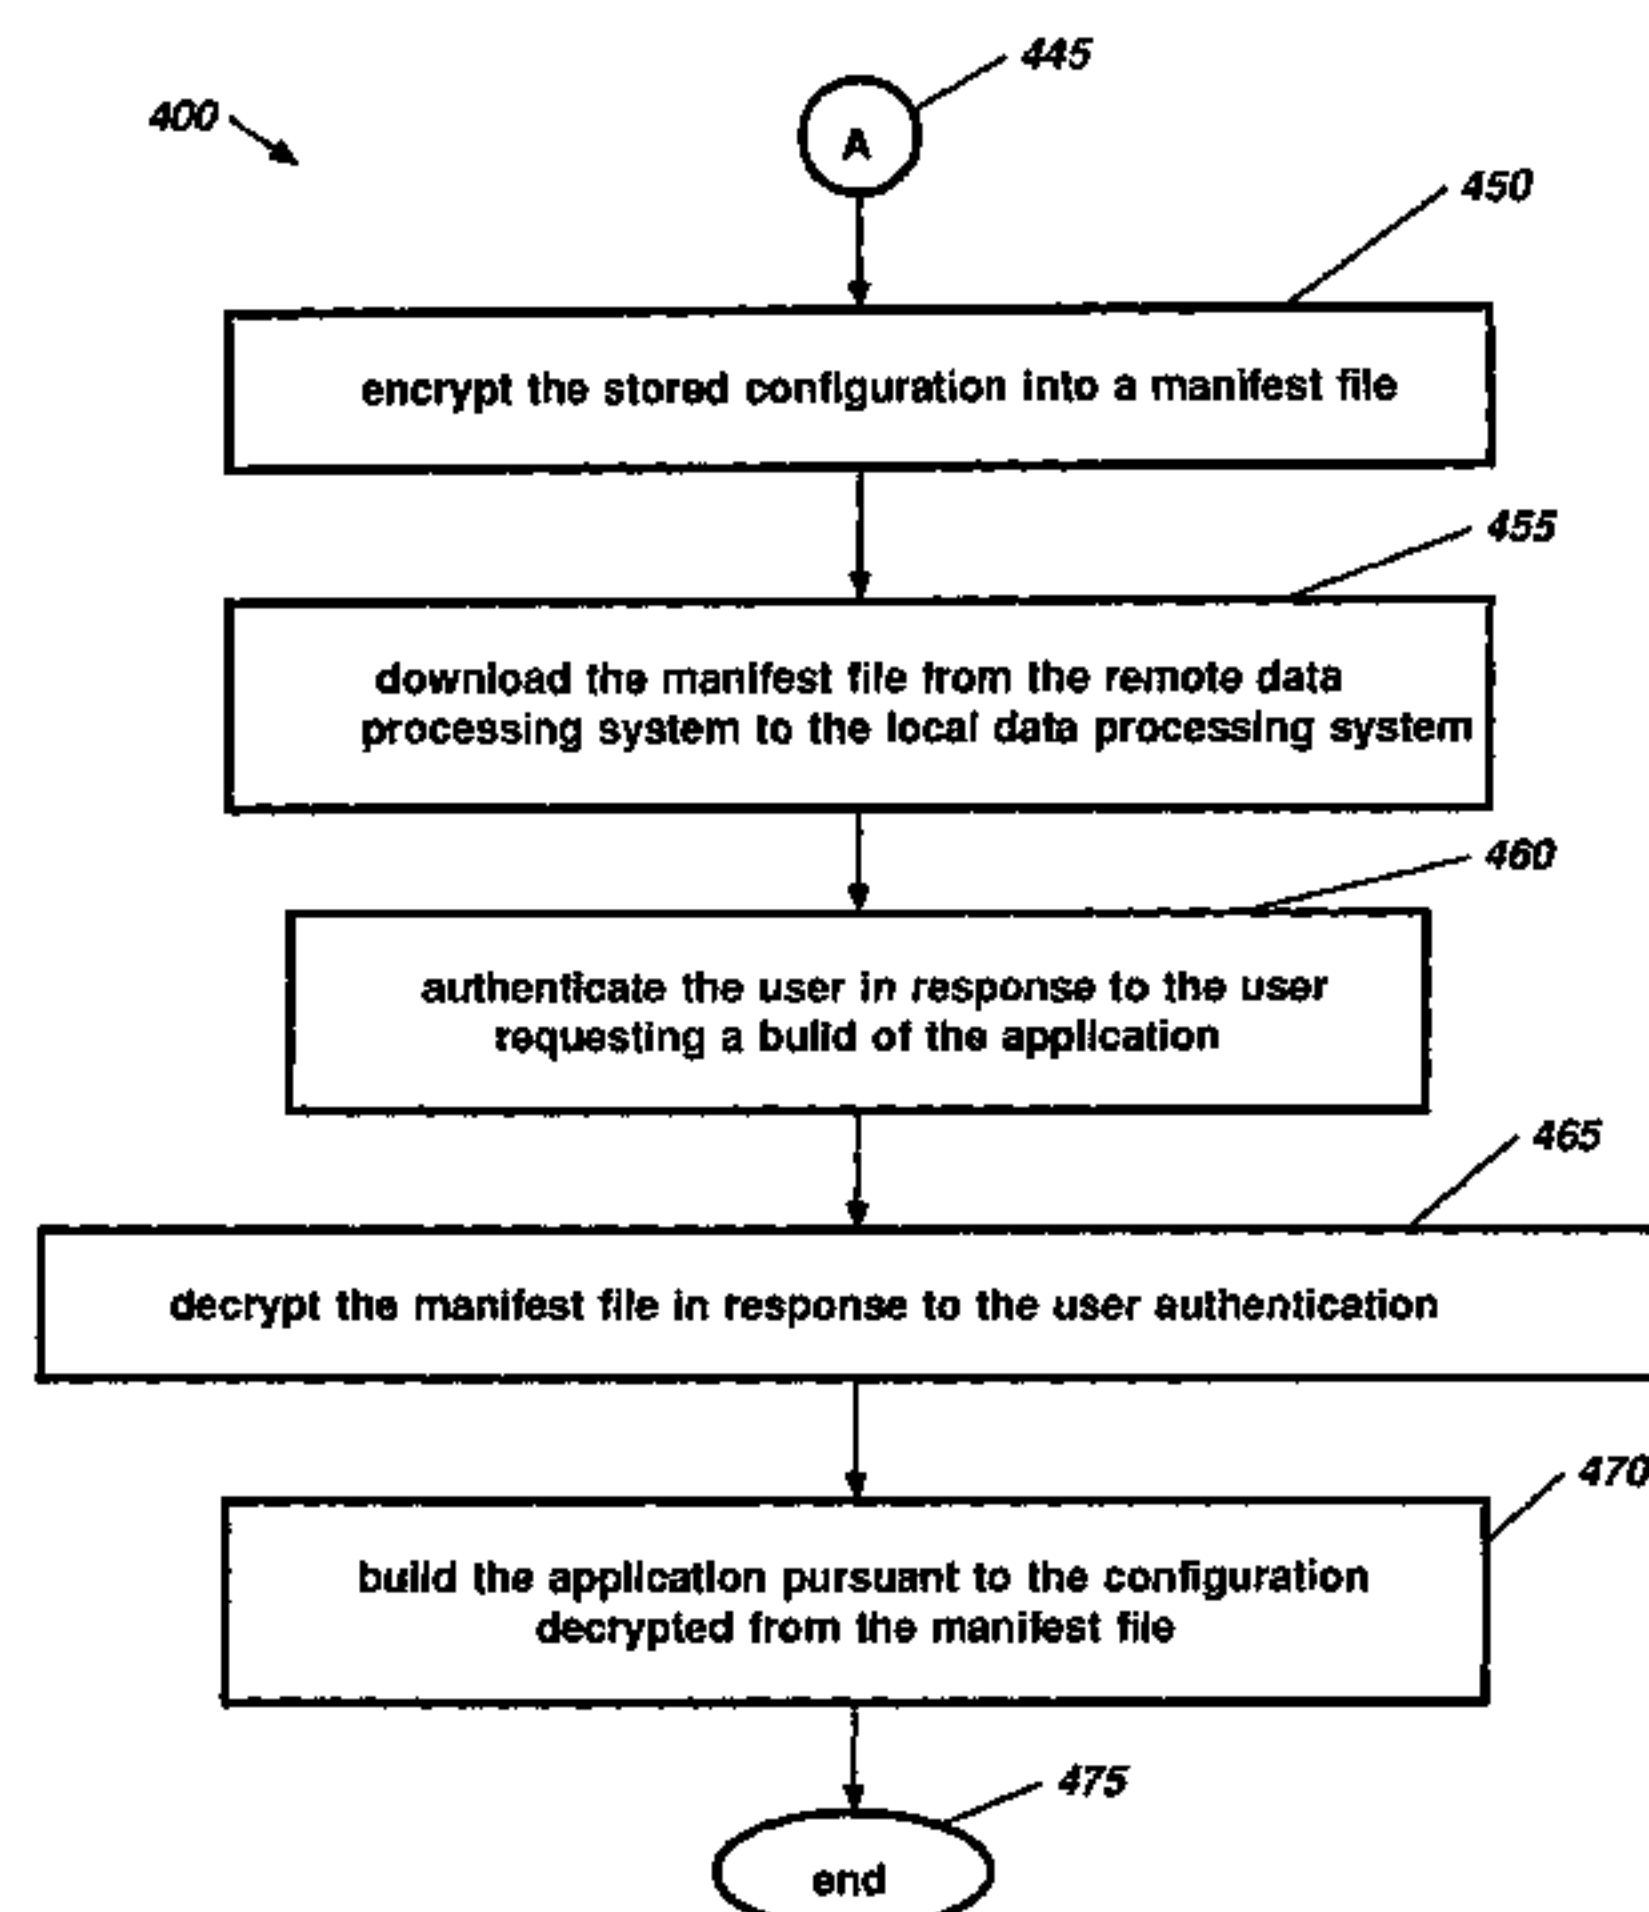 445
400
A
450
encrypt the stored configuration into a manifest file
455
download the manifest file from the remote data
processing system to the local data processing system
460
authenticate the user in response to the user
requesting a bulid of the application
465
decrypt the manifest file in response to the user authentication
470
build the application pursuant to the configuration
decrypted from the manifest file
475
end